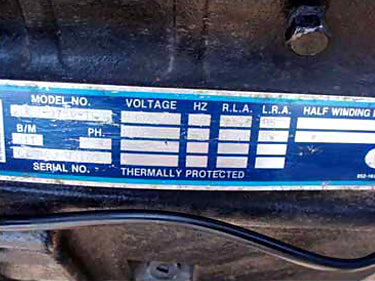 MODEL NO. VOLTAGE HZ R.L.A. L.R.A. HALF WINDING
B/M PH.
SERIAL NO. THERMALLY PROTECTED